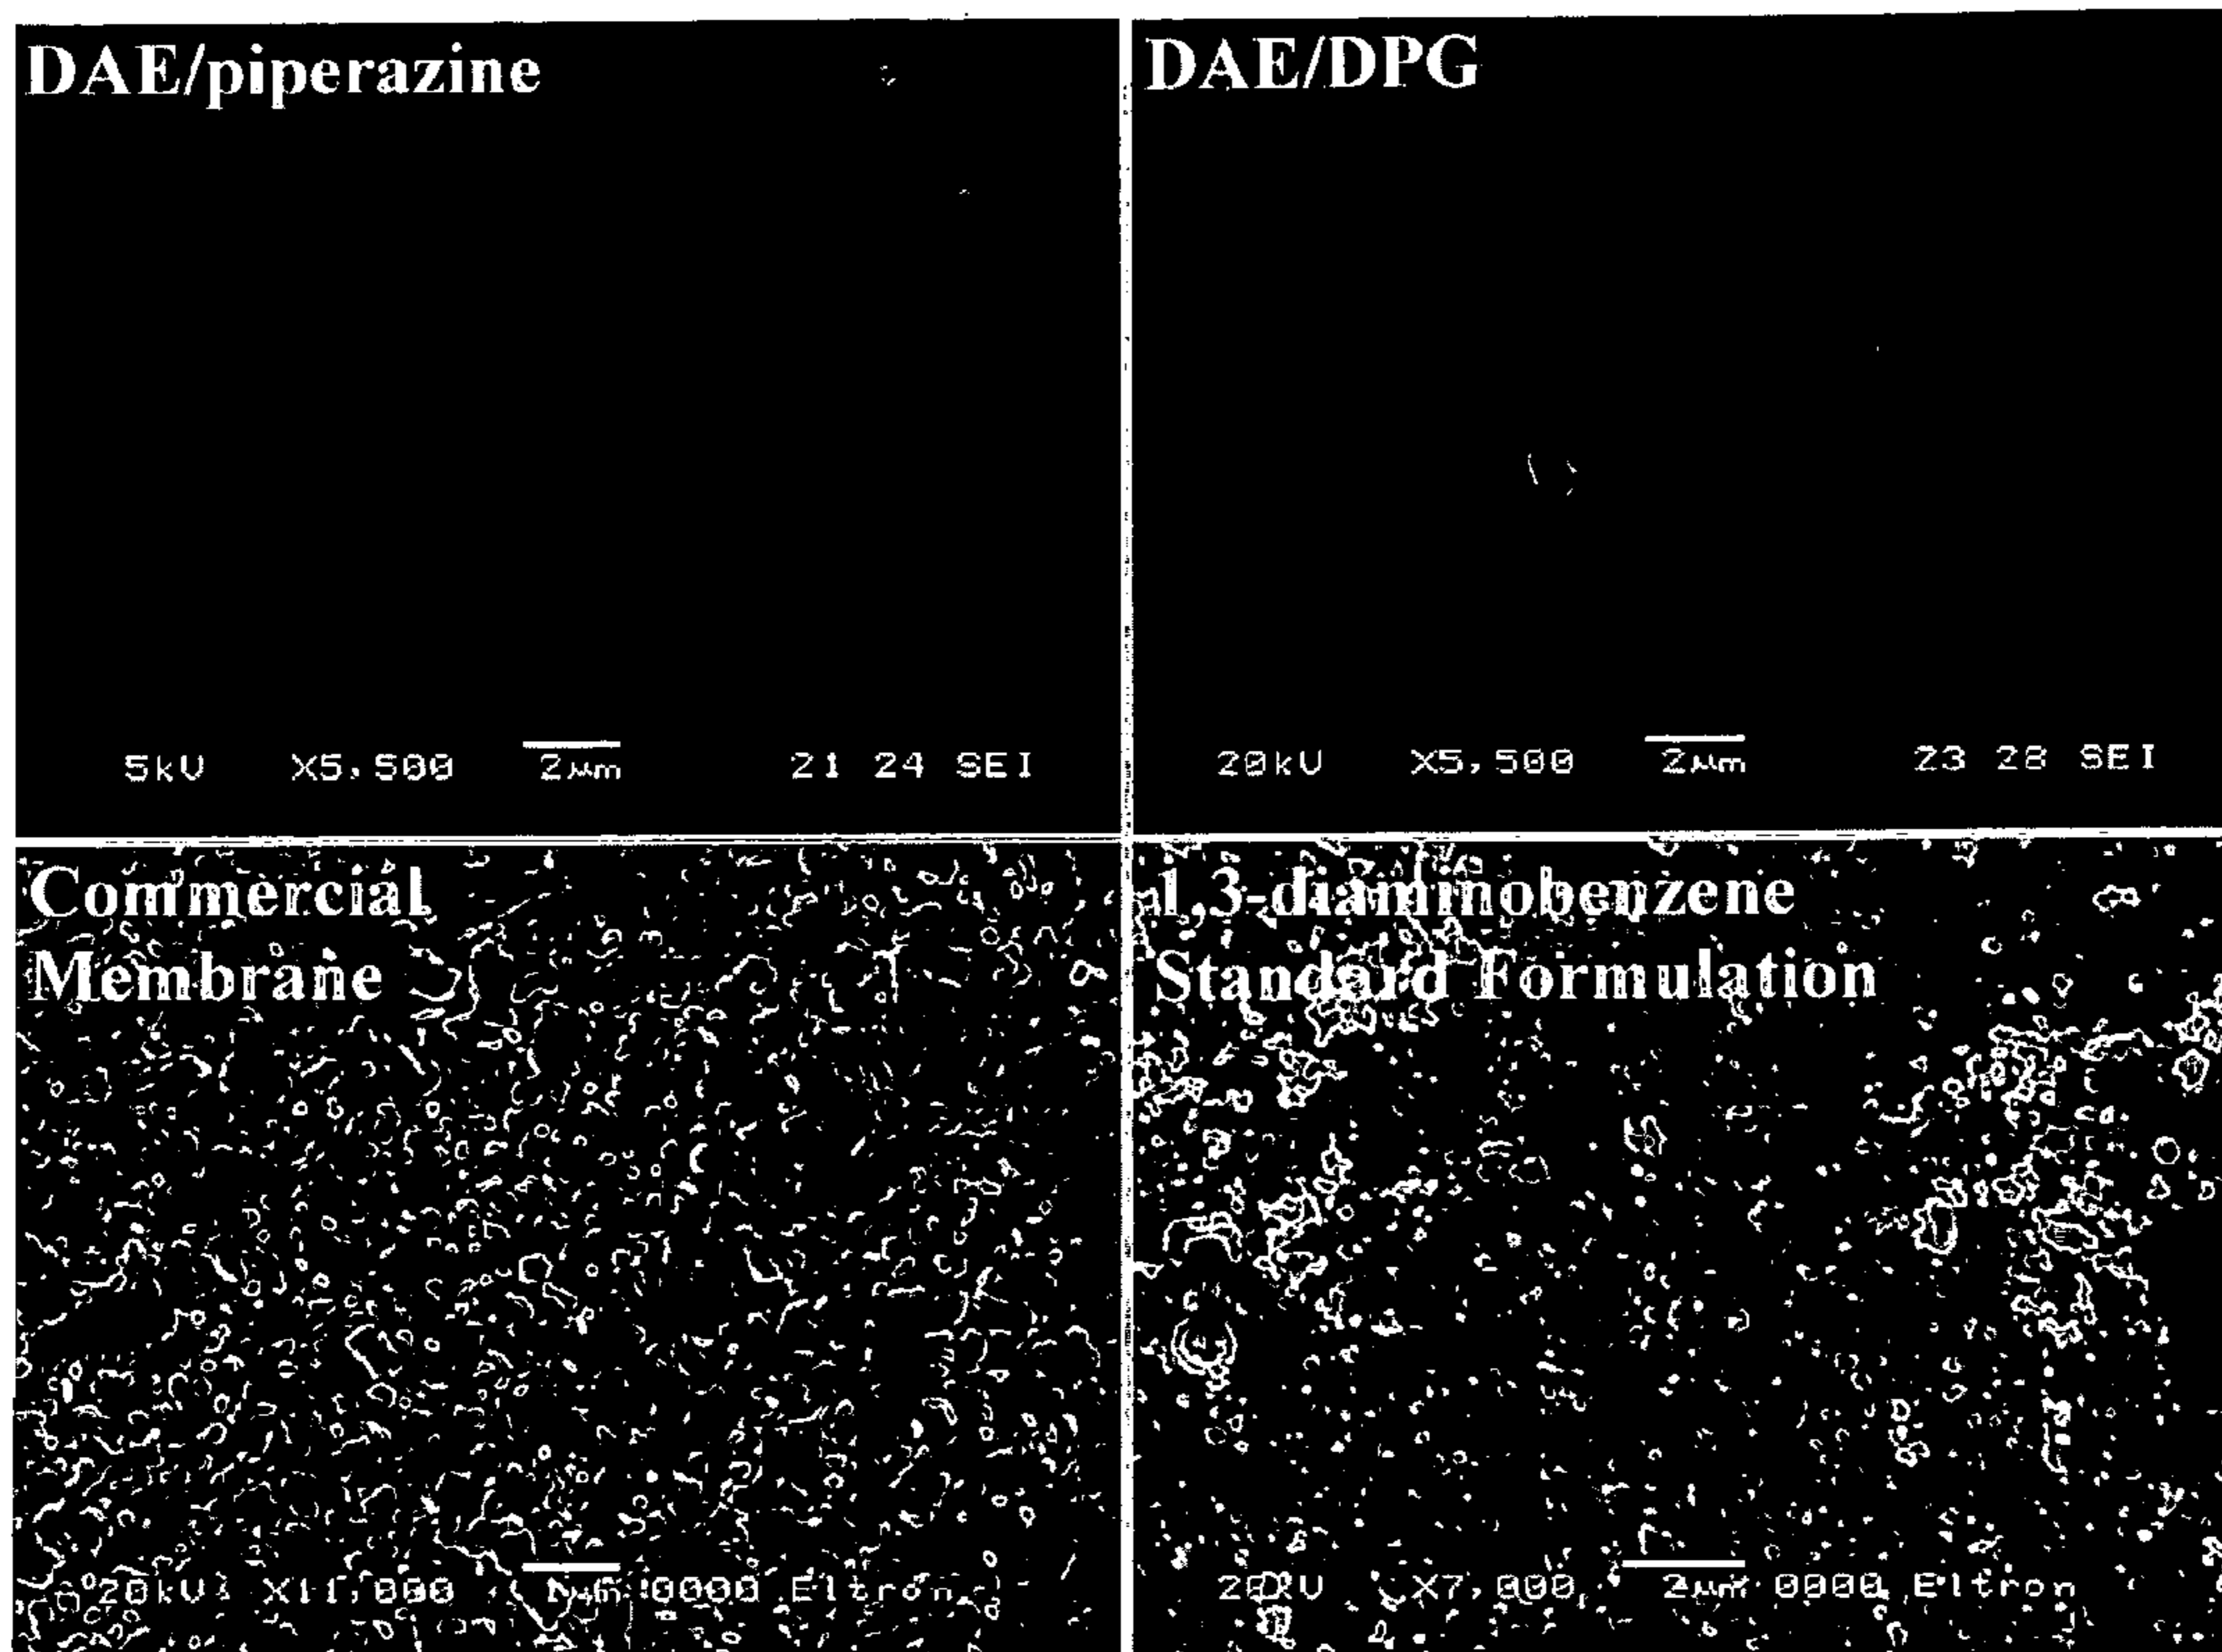 DAE/piperazine
5kV X5,500 2μm 21 24 SEI
DAE/DPG
20kV X5,500 2μm 23 28 SEI
Commercial
Membrane
20kV X11,000 1μm 0000 Eltron
1,3-diaminobenzene
Standard Formulation
20kV X7,000 2μm 0000 Eltron